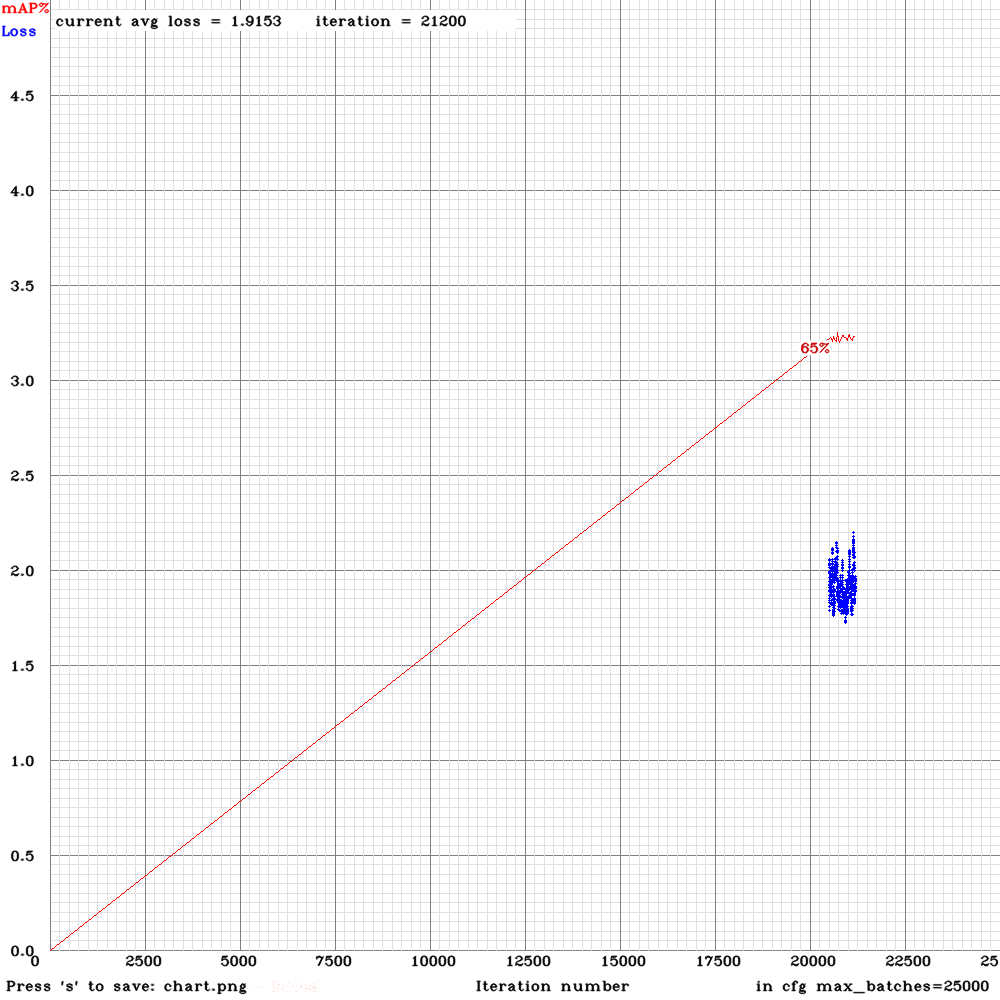 mAP%
current avg loss = 1.9153 iteration = 21200
Loss
4.5
4.0
3.5
65%
3.0
2.5
2.0
1.5
1.0
0.5
0.0
0 2500 5000 7500 10000 12500 15000 17500 20000 22500 25
Press 's' to save: chart.png Iteration number in cfg max_batches=25000